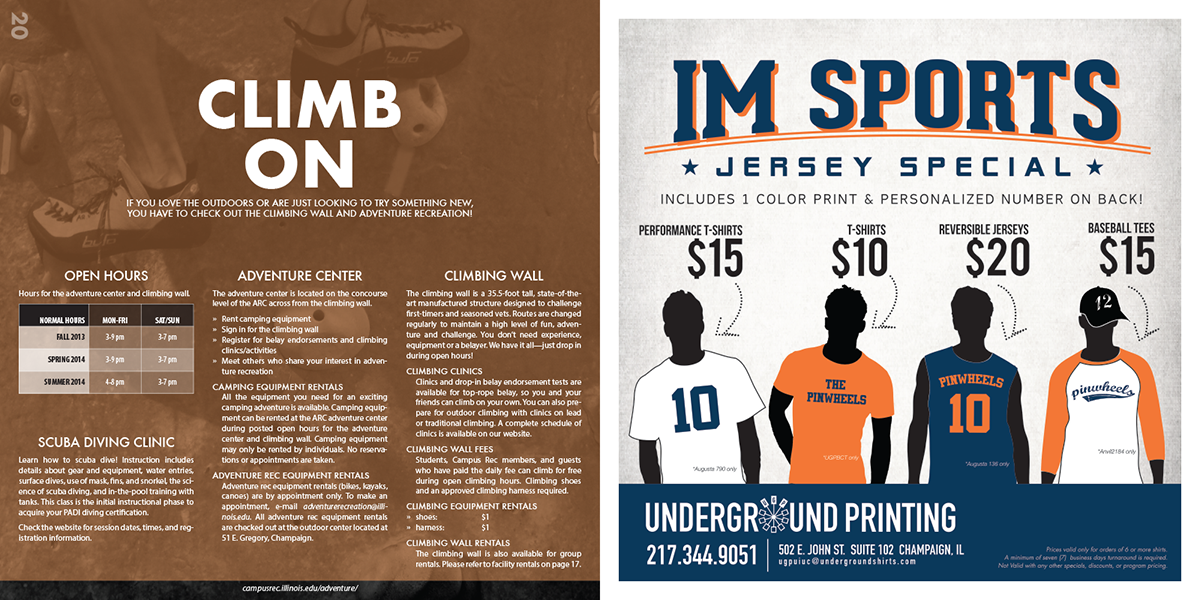 20
CLIMB
ON
IF YOU LOVE THE OUTDOORS OR ARE JUST LOOKING TO TRY SOMETHING NEW,
YOU HAVE TO CHECK OUT THE CLIMBING WALL AND ADVENTURE RECREATION!
OPEN HOURS
Hours for the adventure center and climbing wall.
NORMAL HOURS MON-FRI SAT/SUN
FALL 2013 3-9 pm 3-7 pm
SPRING 2014 3-9 pm 3-7 pm
SUMMER 2014 4-8 pm 3-7 pm
SCUBA DIVING CLINIC
Learn how to scuba dive! Instruction includes
details about gear and equipment, water entries,
surface dives, use of mask, fins, and snorkel, the sci-
ence of scuba diving, and in-the-pool training with
tanks. This class is the initial instructional phase to
acquire your PADI diving certification.
Check the website for session dates, times, and reg-
istration information.
ADVENTURE CENTER
The adventure center is located on the concourse
level of the ARC across from the climbing wall.
» Rent camping equipment
» Sign in for the climbing wall
» Register for belay endorsements and climbing
clinics/activities
» Meet others who share your interest in adven-
ture recreation
CAMPING EQUIPMENT RENTALS
All the equipment you need for an exciting
camping adventure is available. Camping equip-
ment can be rented at the ARC adventure center
during posted open hours for the adventure
center and climbing wall. Camping equipment
may only be rented by individuals. No reserva-
tions or appointments are taken.
ADVENTURE REC EQUIPMENT RENTALS
Adventure rec equipment rentals (bikes, kayaks,
canoes) are by appointment only. To make an
appointment, e-mail adventurerecreation@illi-
nois.edu. All adventure rec equipment rentals
are checked out at the outdoor center located at
51 E. Gregory, Champaign.
CLIMBING WALL
The climbing wall is a 35.5-foot tall, state-of-the-
art manufactured structure designed to challenge
first-timers and seasoned vets. Routes are changed
regularly to maintain a high level of fun, adven-
ture and challenge. You don't need experience,
equipment or a belayer. We have it all—just drop in
during open hours!
CLIMBING CLINICS
Clinics and drop-in belay endorsement tests are
available for top-rope belay, so you and your
friends can climb on your own. You can also pre-
pare for outdoor climbing with clinics on lead
or traditional climbing. A complete schedule of
clinics is available on our website.
CLIMBING WALL FEES
Students, Campus Rec members, and guests
who have paid the daily fee can climb for free
during open climbing hours. Climbing shoes
and an approved climbing harness required.
CLIMBING EQUIPMENT RENTALS
» shoes: $1
» harness: $1
CLIMBING WALL RENTALS
The climbing wall is also available for group
rentals. Please refer to facility rentals on page 17.
campusrec.illinois.edu/adventure/
bufo
bufo
IM SPORTS
JERSEY SPECIAL
INCLUDES 1 COLOR PRINT & PERSONALIZED NUMBER ON BACK!
PERFORMANCE T-SHIRTS
$15
T-SHIRTS
$10
REVERSIBLE JERSEYS
$20
BASEBALL TEES
$15
10
*Augusta 790 only
THE
PINWHEELS
*UGPBCT only
PINWHEELS
10
*Augusta 136 only
12
pinwheels
*Anvil2184 only
UNDERGROUND PRINTING
217.344.9051
502 E. JOHN ST. SUITE 102 CHAMPAIGN, IL
ugpuiuc@undergroundshirts.com
Prices valid only for orders of 6 or more shirts.
A minimum of seven (7) business days turnaround is required.
Not Valid with any other specials, discounts, or program pricing.